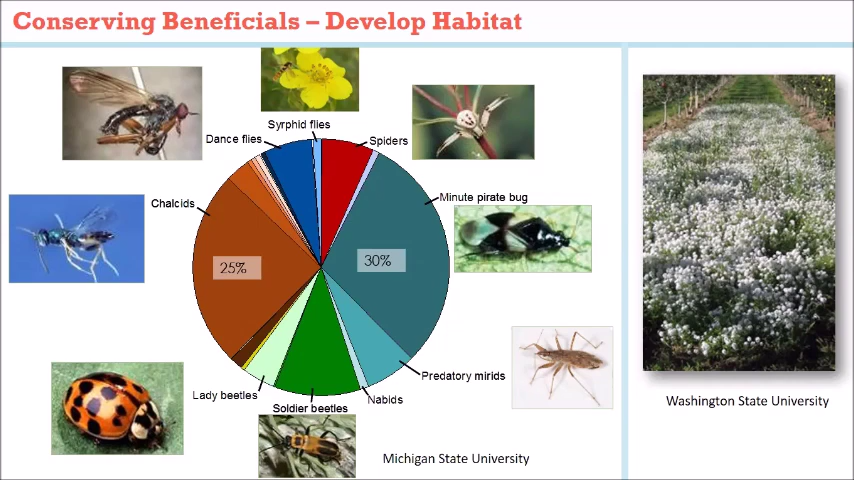 Conserving Beneficials – Develop Habitat
Syrphid flies
Dance flies
Spiders
Chalcids
Minute pirate bug
25%
30%
Predatory mirids
Lady beetles
Nabids
Soldier beetles
Michigan State University
Washington State University